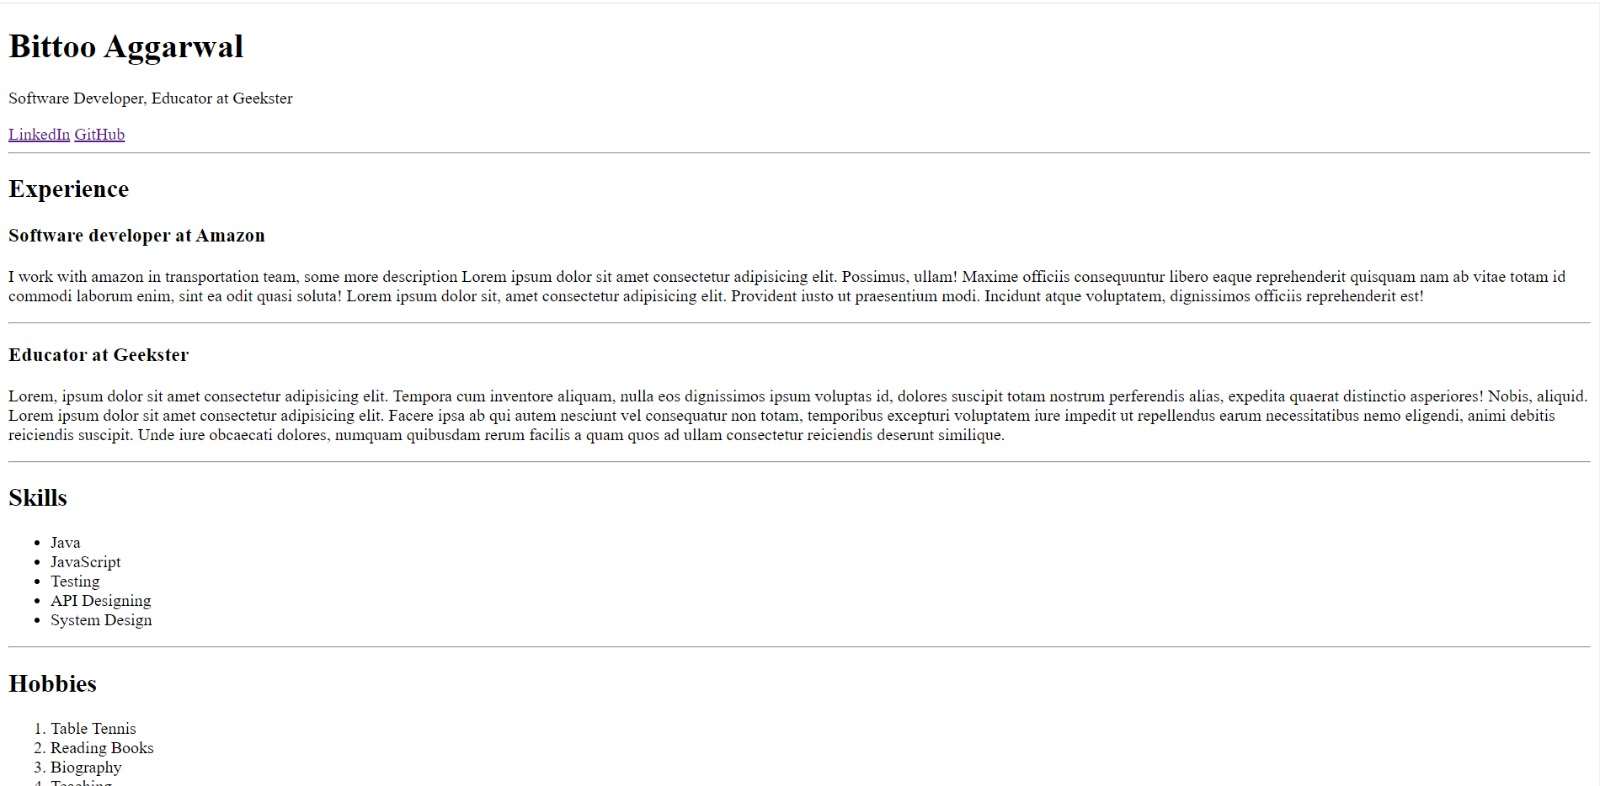 Bittoo Aggarwal
Software Developer, Educator at Geekster
LinkedIn GitHub
Experience
Software developer at Amazon
I work with amazon in transportation team, some more description Lorem ipsum dolor sit amet consectetur adipisicing elit. Possimus, ullam! Maxime officiis consequuntur libero eaque reprehenderit quisquam nam ab vitae totam id
commodi laborum enim, sint ea odit quasi soluta! Lorem ipsum dolor sit, amet consectetur adipisicing elit. Provident iusto ut praesentium modi. Incidunt atque voluptatem, dignissimos officiis reprehenderit est!
Educator at Geekster
Lorem, ipsum dolor sit amet consectetur adipisicing elit. Tempora cum inventore aliquam, nulla eos dignissimos ipsum voluptas id, dolores suscipit totam nostrum perferendis alias, expedita quaerat distinctio asperiores! Nobis, aliquid.
Lorem ipsum dolor sit amet consectetur adipisicing elit. Facere ipsa ab qui autem nesciunt vel consequatur non totam, temporibus excepturi voluptatem iure impedit ut repellendus earum necessitatibus nemo eligendi, animi debitis
reiciendis suscipit. Unde iure obcaecati dolores, numquam quibusdam rerum facilis a quam quos ad ullam consectetur reiciendis deserunt similique.
Skills
• Java
• JavaScript
• Testing
• API Designing
• System Design
Hobbies
1. Table Tennis
2. Reading Books
3. Biography
4. Teaching